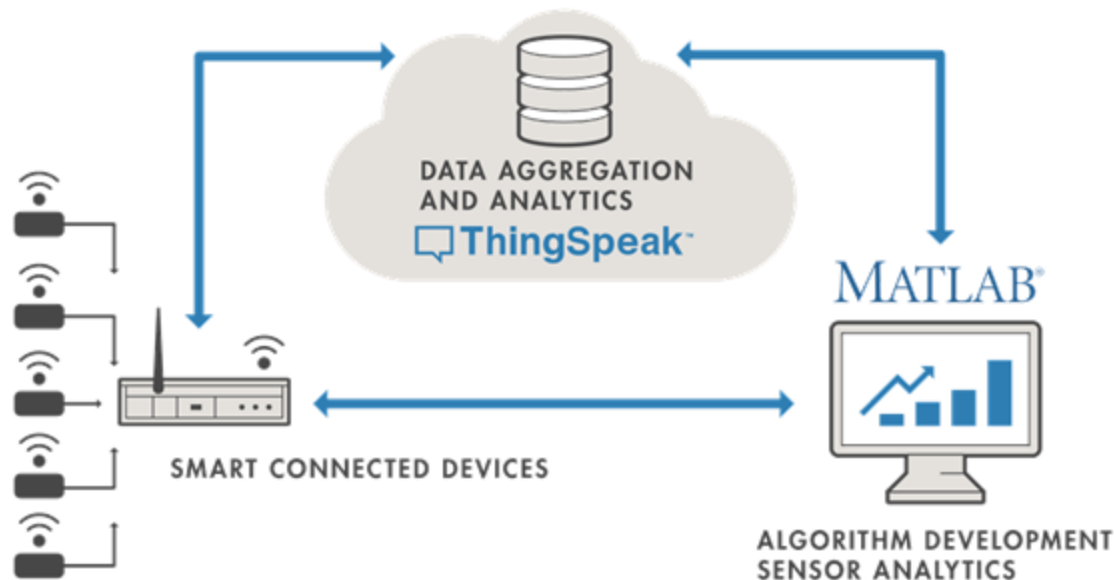 DATA AGGREGATION
AND ANALYTICS
ThingSpeak™
MATLAB®
SMART CONNECTED DEVICES
ALGORITHM DEVELOPMENT
SENSOR ANALYTICS